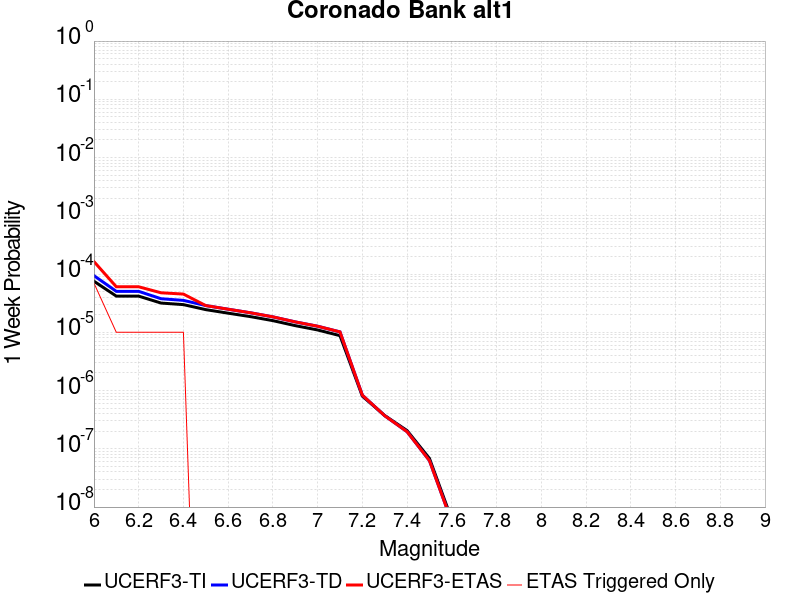 Coronado Bank alt1
10^0
10^-1
10^-2
10^-3
10^-4
10^-5
10^-6
10^-7
10^-8
1 Week Probability
6 6.2 6.4 6.6 6.8 7 7.2 7.4 7.6 7.8 8 8.2 8.4 8.6 8.8 9
Magnitude
UCERF3-TI UCERF3-TD UCERF3-ETAS ETAS Triggered Only